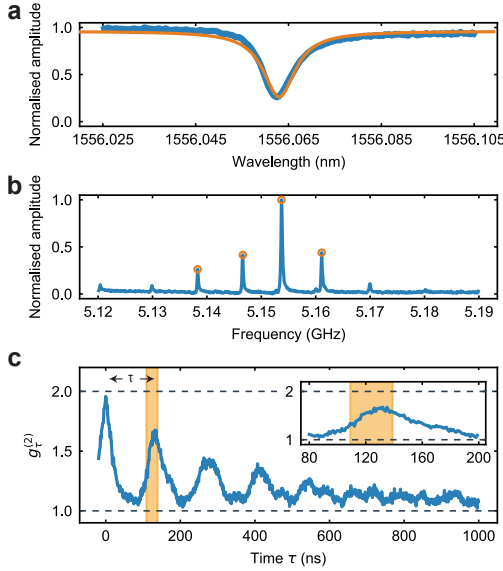 a
Normalised amplitude
1.0
0.5
0.0
1556.025 1556.045 1556.065 1556.085 1556.105
Wavelength (nm)
b
Normalised amplitude
1.0
0.5
0.0
5.12 5.13 5.14 5.15 5.16 5.17 5.18 5.19
Frequency (GHz)
c
g_τ^(2)
2.0
1.5
1.0
τ
2
1
80 120 160 200
0 200 400 600 800 1000
Time τ (ns)